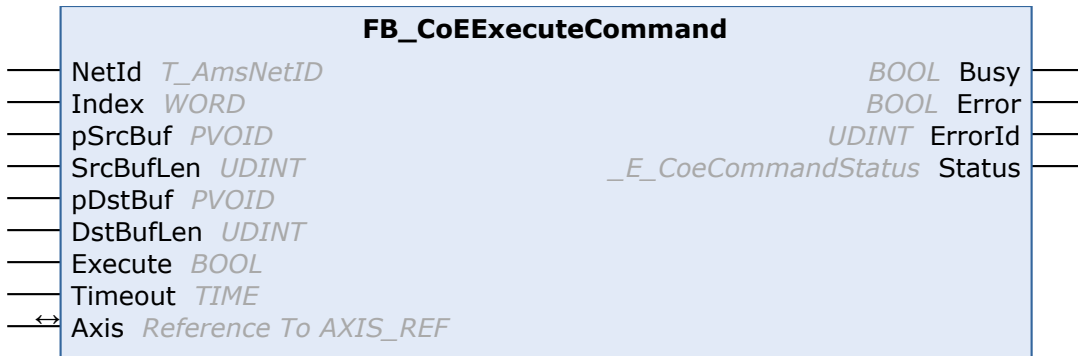 FB_CoEExecuteCommand
NetId T_AmsNetID BOOL Busy
Index WORD BOOL Error
pSrcBuf PVOID UDINT ErrorId
SrcBufLen UDINT _E_CoeCommandStatus Status
pDstBuf PVOID
DstBufLen UDINT
Execute BOOL
Timeout TIME
↔ Axis Reference To AXIS_REF